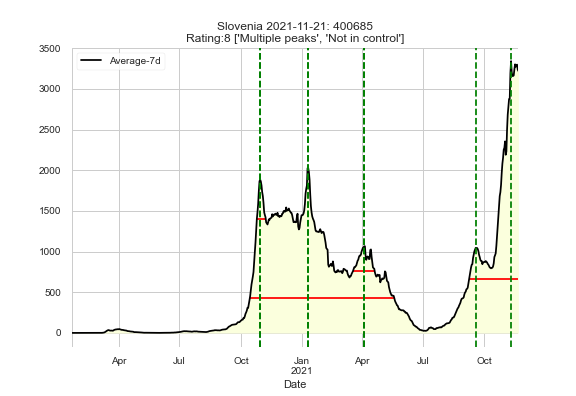 Slovenia 2021-11-21: 400685
Rating:8 ['Multiple peaks', 'Not in control']
Average-7d
3500
3000
2500
2000
1500
1000
500
0
Apr Jul Oct Jan Apr Jul Oct
2021
Date